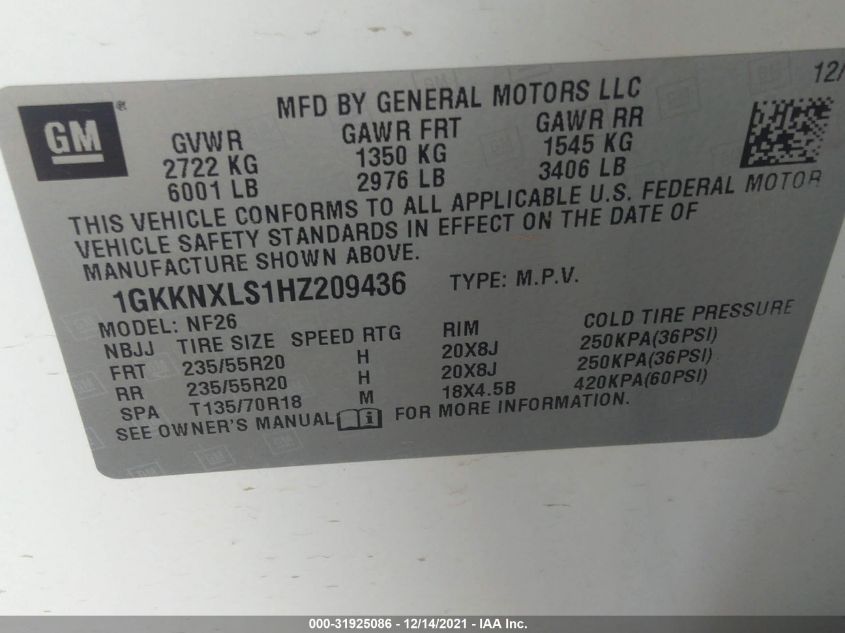 GM®
MFD BY GENERAL MOTORS LLC 12/
GVWR GAWR FRT GAWR RR
2722 KG 1350 KG 1545 KG
6001 LB 2976 LB 3406 LB
THIS VEHICLE CONFORMS TO ALL APPLICABLE U.S. FEDERAL MOTOR
VEHICLE SAFETY STANDARDS IN EFFECT ON THE DATE OF
MANUFACTURE SHOWN ABOVE.
1GKKNXLS1HZ209436 TYPE: M.P.V.
MODEL: NF26
NBJJ TIRE SIZE SPEED RTG RIM COLD TIRE PRESSURE
FRT 235/55R20 H 20X8J 250KPA(36PSI)
RR 235/55R20 H 20X8J 250KPA(36PSI)
SPA T135/70R18 M 18X4.5B 420KPA(60PSI)
SEE OWNER'S MANUAL FOR MORE INFORMATION.
000-31925086 - 12/14/2021 - IAA Inc.